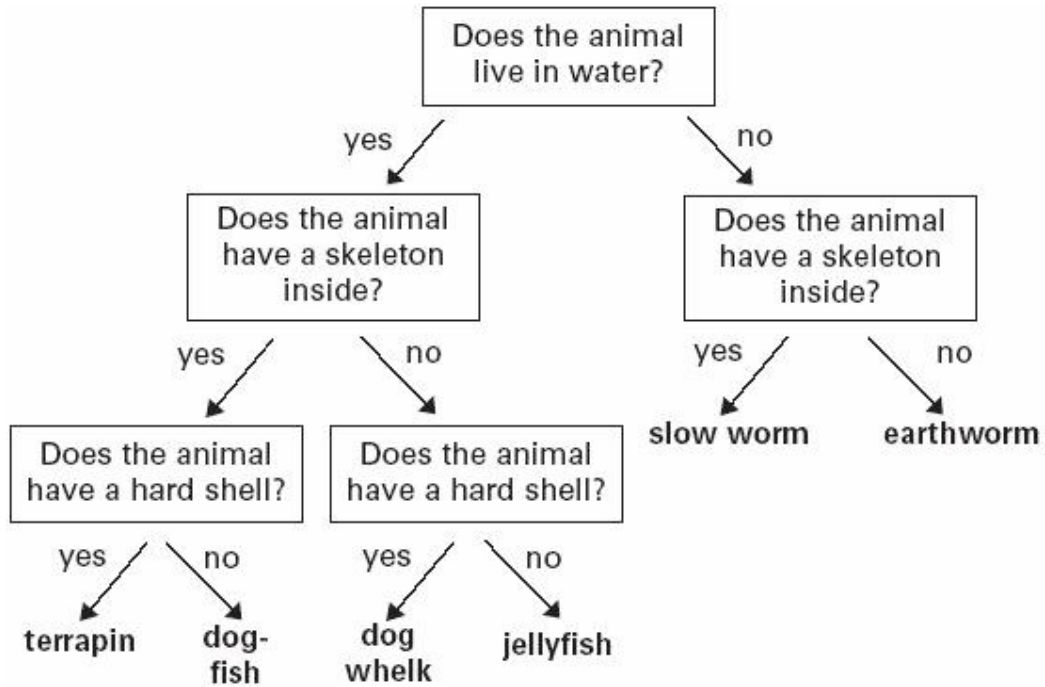 Does the animal
live in water?
yes
no
Does the animal
have a skeleton
inside?
Does the animal
have a skeleton
inside?
yes
no
yes
no
slow worm
earthworm
Does the animal
have a hard shell?
Does the animal
have a hard shell?
yes
no
yes
no
terrapin
dog-
fish
dog
whelk
jellyfish